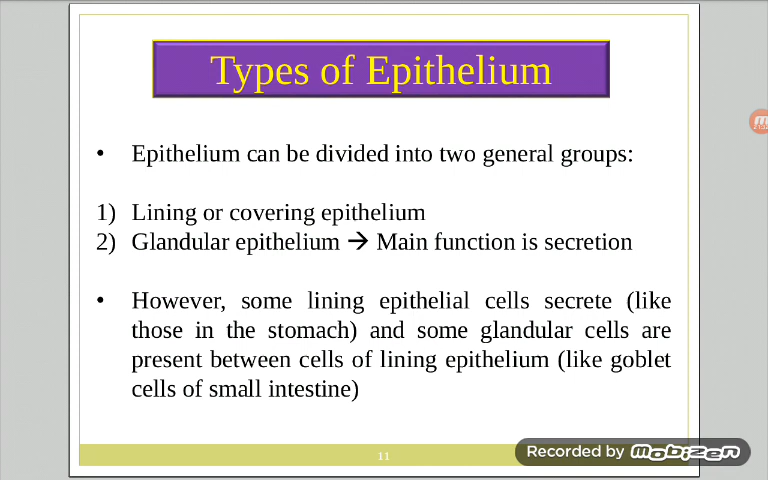 Types of Epithelium
• Epithelium can be divided into two general groups:
1) Lining or covering epithelium
2) Glandular epithelium → Main function is secretion
• However, some lining epithelial cells secrete (like
those in the stomach) and some glandular cells are
present between cells of lining epithelium (like goblet
cells of small intestine)
11
Recorded by mobizen